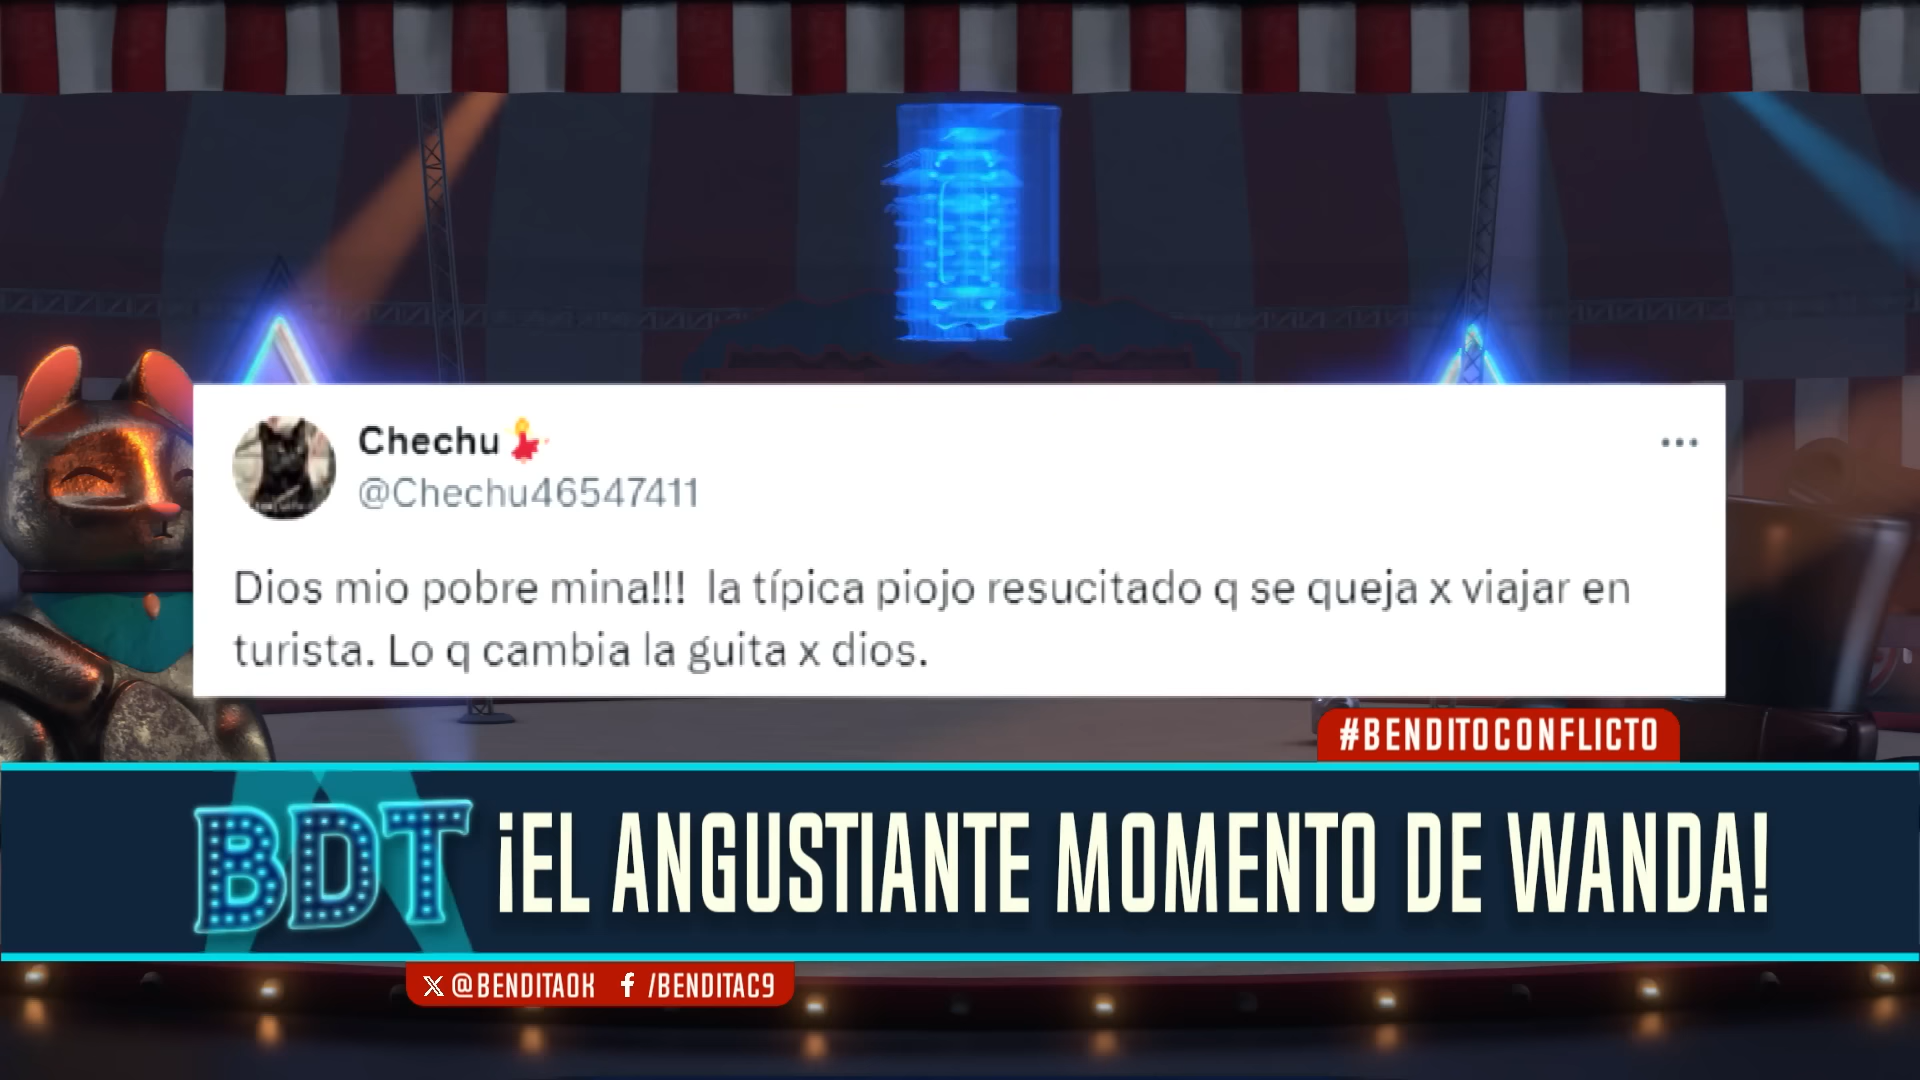 Chechu
@Chechu46547411
Dios mio pobre mina!!! la típica piojo resucitado q se queja x viajar en
turista. Lo q cambia la guita x dios.
#BENDITOCONFLICTO
BDT ¡EL ANGUSTIANTE MOMENTO DE WANDA!
@BENDITAOK /BENDITAC9